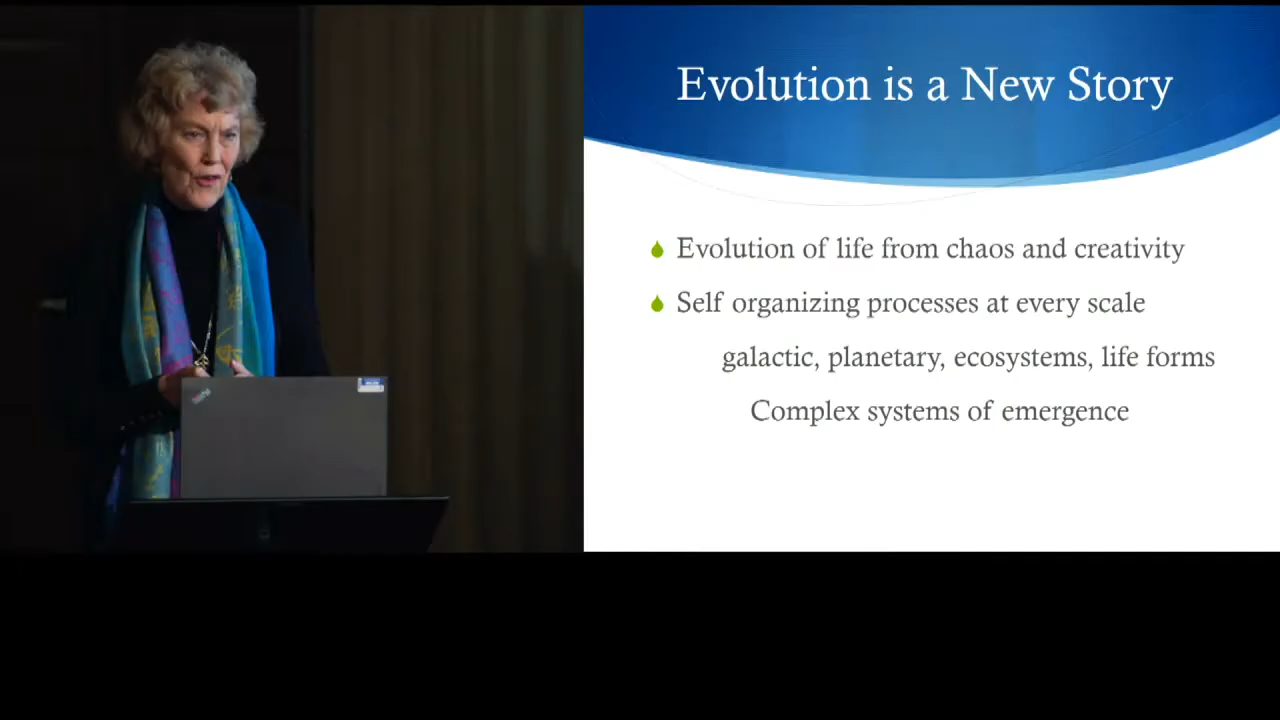 Evolution is a New Story
Evolution of life from chaos and creativity
Self organizing processes at every scale
galactic, planetary, ecosystems, life forms
Complex systems of emergence
ThinkPad